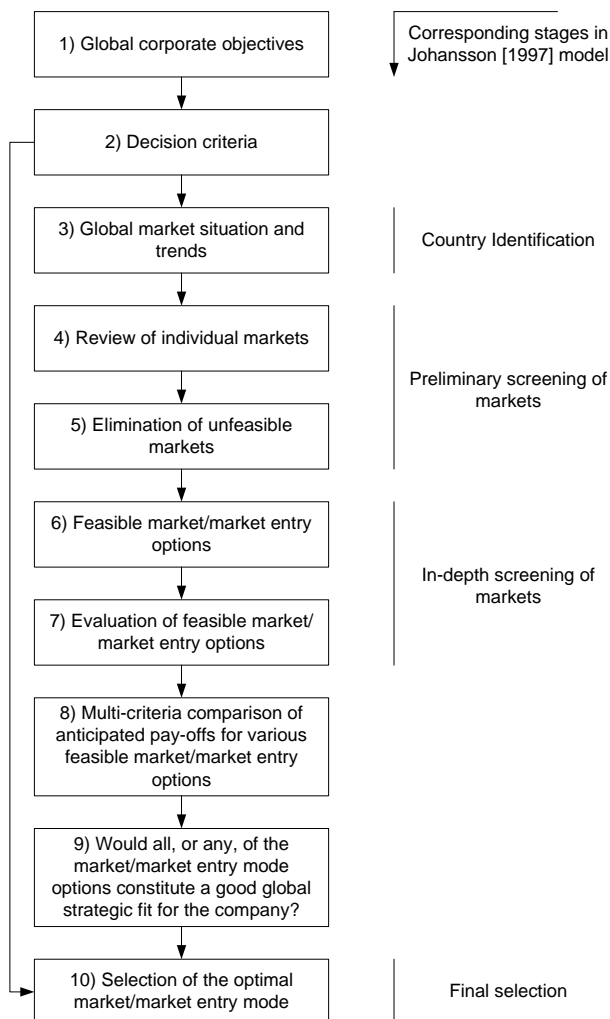 1) Global corporate objectives
Corresponding stages in
Johansson [1997] model
2) Decision criteria
3) Global market situation and
trends
Country Identification
4) Review of individual markets
Preliminary screening of
markets
5) Elimination of unfeasible
markets
6) Feasible market/market entry
options
In-depth screening of
markets
7) Evaluation of feasible market/
market entry options
8) Multi-criteria comparison of
anticipated pay-offs for various
feasible market/market entry
options
9) Would all, or any, of the
market/market entry mode
options constitute a good global
strategic fit for the company?
10) Selection of the optimal
market/market entry mode
Final selection